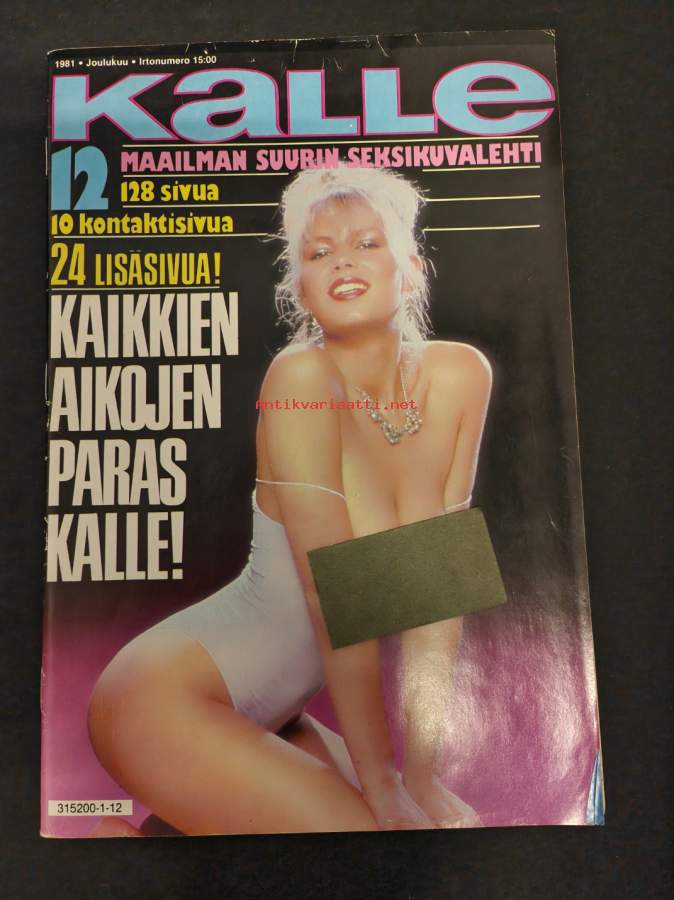 1981 • Joulukuu • Irtonumero 15:00
Kalle
12
MAAILMAN SUURIN SEKSIKUVALEHTI
128 sivua
10 kontaktisivua
24 LISÄSIVUA!
KAIKKIEN
AIKOJEN
PARAS
KALLE!
antikvariaatti.net
315200-1-12